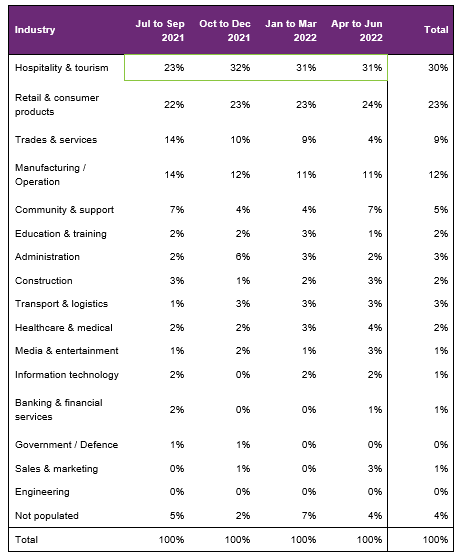 Industry Jul to Sep 2021 Oct to Dec 2021 Jan to Mar 2022 Apr to Jun 2022 Total
Hospitality & tourism 23% 32% 31% 31% 30%
Retail & consumer products 22% 23% 23% 24% 23%
Trades & services 14% 10% 9% 4% 9%
Manufacturing / Operation 14% 12% 11% 11% 12%
Community & support 7% 4% 4% 7% 5%
Education & training 2% 2% 3% 1% 2%
Administration 2% 6% 3% 2% 3%
Construction 3% 1% 2% 3% 2%
Transport & logistics 1% 3% 3% 3% 3%
Healthcare & medical 2% 2% 3% 4% 2%
Media & entertainment 1% 2% 1% 3% 1%
Information technology 2% 0% 2% 2% 1%
Banking & financial services 2% 0% 0% 1% 1%
Government / Defence 1% 1% 0% 0% 0%
Sales & marketing 0% 1% 0% 3% 1%
Engineering 0% 0% 0% 0% 0%
Not populated 5% 2% 7% 4% 4%
Total 100% 100% 100% 100% 100%